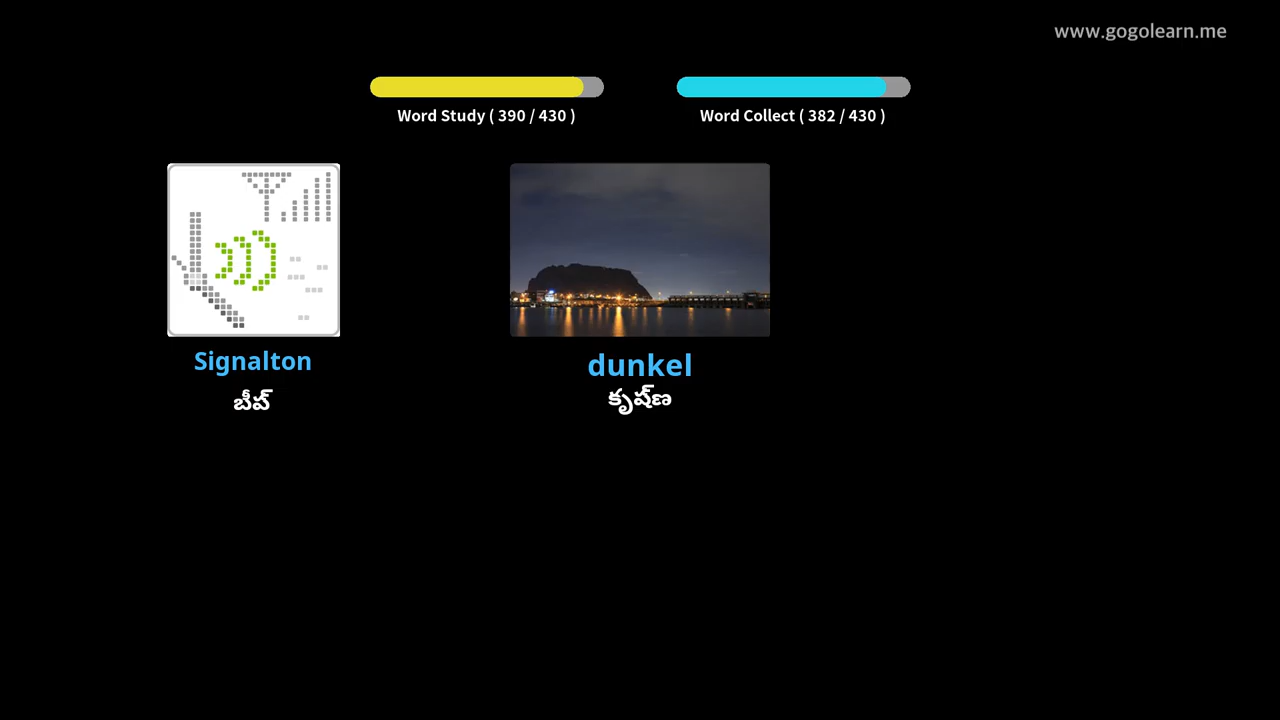 www.gogolearn.me
Word Study ( 390 / 430 )
Word Collect ( 382 / 430 )
Signalton
dunkel
బీప్
కృష్ణ